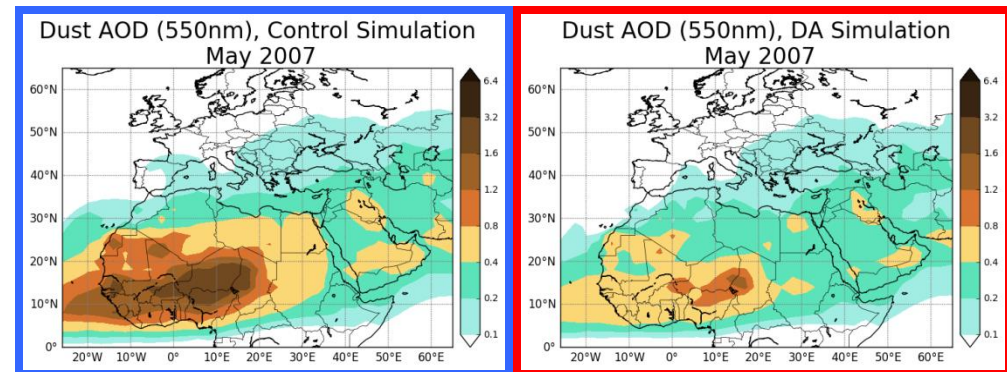 Dust AOD (550nm), Control Simulation
May 2007
60°N
50°N
40°N
30°N
20°N
10°N
0°
20°W 10°W 0° 10°E 20°E 30°E 40°E 50°E 60°E
6.4
3.2
1.6
1.2
0.8
0.4
0.2
0.1
Dust AOD (550nm), DA Simulation
May 2007
60°N
50°N
40°N
30°N
20°N
10°N
0°
20°W 10°W 0° 10°E 20°E 30°E 40°E 50°E 60°E
6.4
3.2
1.6
1.2
0.8
0.4
0.2
0.1